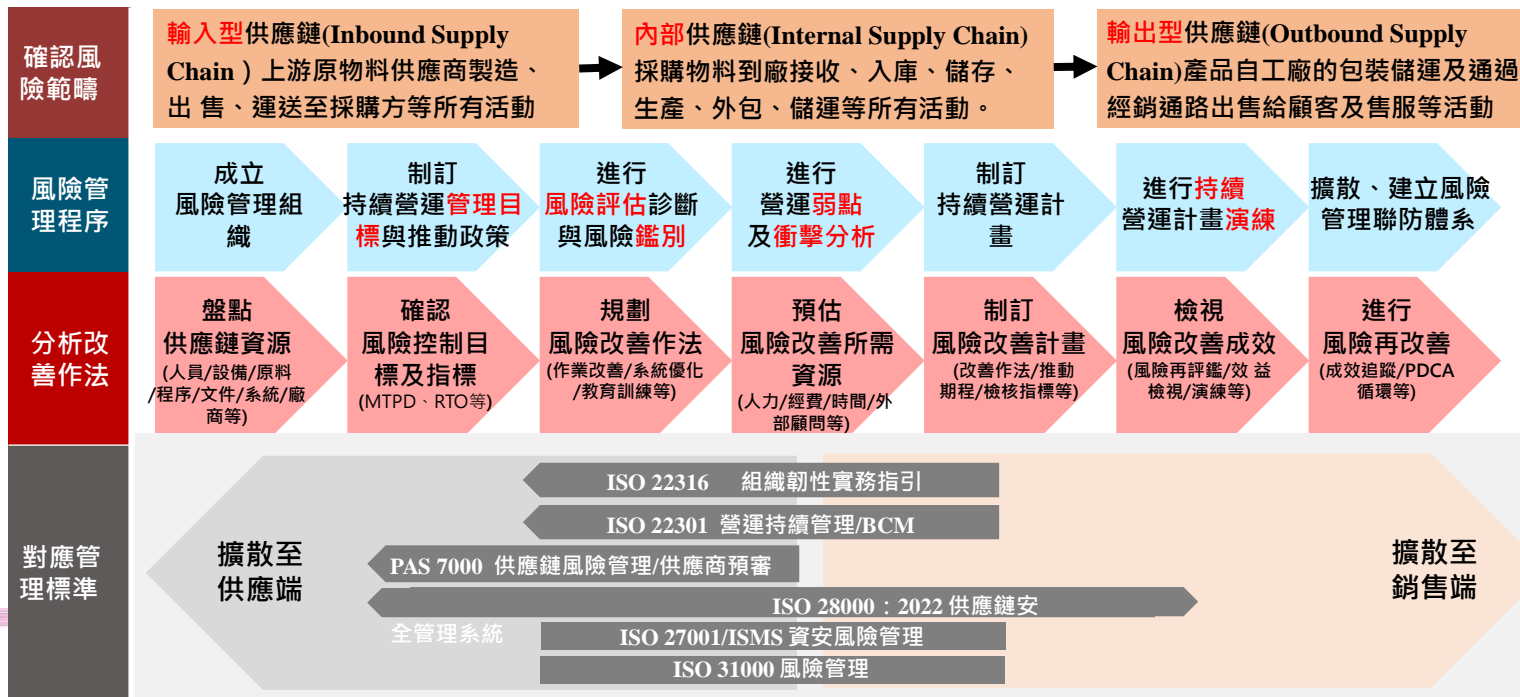 確認風
險範疇
輸入型供應鏈(Inbound Supply
Chain ) 上游原物料供應商製造、
出 售、運送至採購方等所有活動
內部供應鏈(Internal Supply Chain)
採購物料到廠接收、入庫、儲存、
生產、外包、儲運等所有活動。
輸出型供應鏈(Outbound Supply
Chain)產品自工廠的包裝儲運及通過
經銷通路出售給顧客及售服等活動
風險管
理程序
成立
風險管理組
織
制訂
持續營運管理目
標與推動政策
進行
風險評估診斷
與風險鑑別
進行
營運弱點
及衝擊分析
制訂
持續營運計
畫
進行持續
營運計畫演練
擴散、建立風險
管理聯防體系
分析改
善作法
盤點
供應鏈資源
(人員/設備/原料
/程序/文件/系統/廠
商等)
確認
風險控制目
標及指標
(MTPD、RTO等)
規劃
風險改善作法
(作業改善/系統優化
/教育訓練等)
預估
風險改善所需
資源
(人力/經費/時間/外
部顧問等)
制訂
風險改善計畫
(改善作法/推動
期程/檢核指標等)
檢視
風險改善成效
(風險再評鑑/效 益
檢視/演練等)
進行
風險再改善
(成效追蹤/PDCA
循環等)
對應管
理標準
擴散至
供應端
ISO 22316 組織韌性實務指引
ISO 22301 營運持續管理/BCM
PAS 7000 供應鏈風險管理/供應商預審
ISO 28000：2022 供應鏈安
全管理系統
ISO 27001/ISMS 資安風險管理
ISO 31000 風險管理
擴散至
銷售端